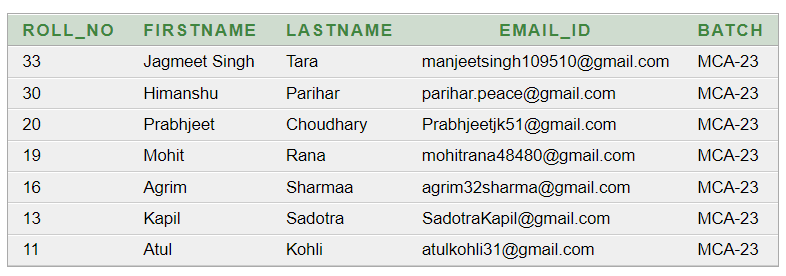 ROLL_NO FIRSTNAME LASTNAME EMAIL_ID BATCH
33 Jagmeet Singh Tara manjeetsingh109510@gmail.com MCA-23
30 Himanshu Parihar parihar.peace@gmail.com MCA-23
20 Prabhjeet Choudhary Prabhjeetjk51@gmail.com MCA-23
19 Mohit Rana mohitrana48480@gmail.com MCA-23
16 Agrim Sharmaa agrim32sharma@gmail.com MCA-23
13 Kapil Sadotra SadotraKapil@gmail.com MCA-23
11 Atul Kohli atulkohli31@gmail.com MCA-23